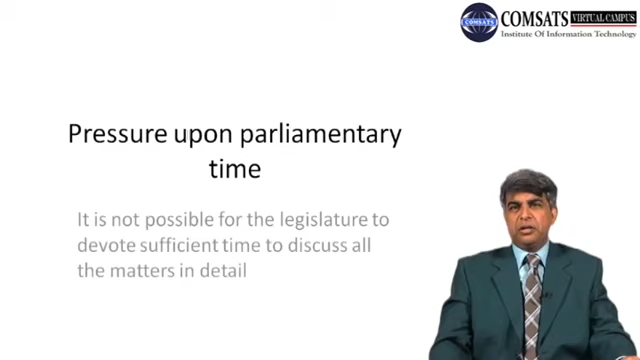 COMSATS VIRTUAL CAMPUS
Institute Of Information Technology
Pressure upon parliamentary
time
It is not possible for the legislature to
devote sufficient time to discuss all
the matters in detail